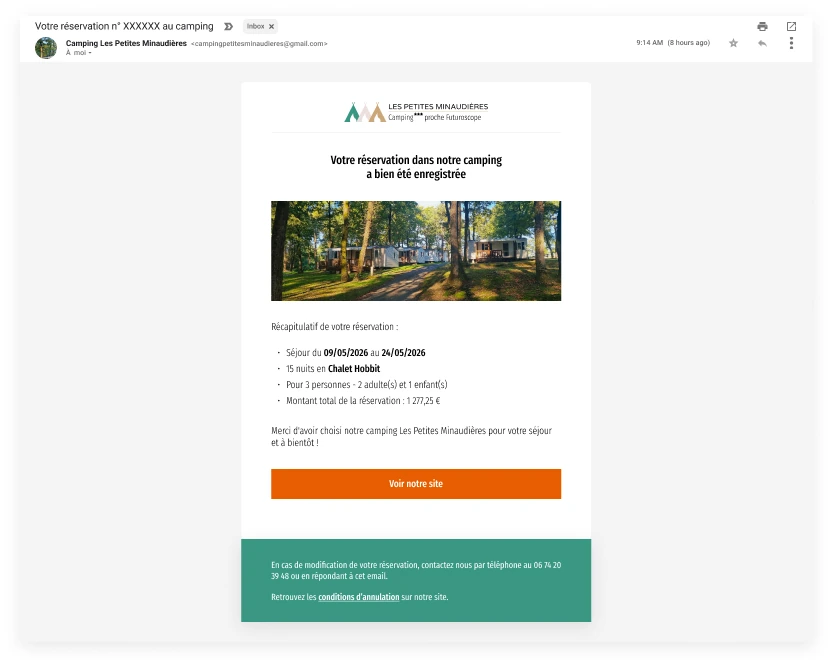 Votre réservation n° XXXXXX au camping
Inbox x
Camping Les Petites Minaudières <campingpetitesminaudieres@gmail.com>
9:14 AM (8 hours ago)
À moi
LES PETITES MINAUDIÈRES
Camping*** proche Futuroscope
Votre réservation dans notre camping
a bien été enregistrée
Récapitulatif de votre réservation :
• Séjour du 09/05/2026 au 24/05/2026
• 15 nuits en Chalet Hobbit
• Pour 3 personnes - 2 adulte(s) et 1 enfant(s)
• Montant total de la réservation : 1 277,25 €
Merci d'avoir choisi notre camping Les Petites Minaudières pour votre séjour
et à bientôt !
Voir notre site
En cas de modification de votre réservation, contactez nous par téléphone au 06 74 20
39 48 ou en répondant à cet email.
Retrouvez les conditions d'annulation sur notre site.